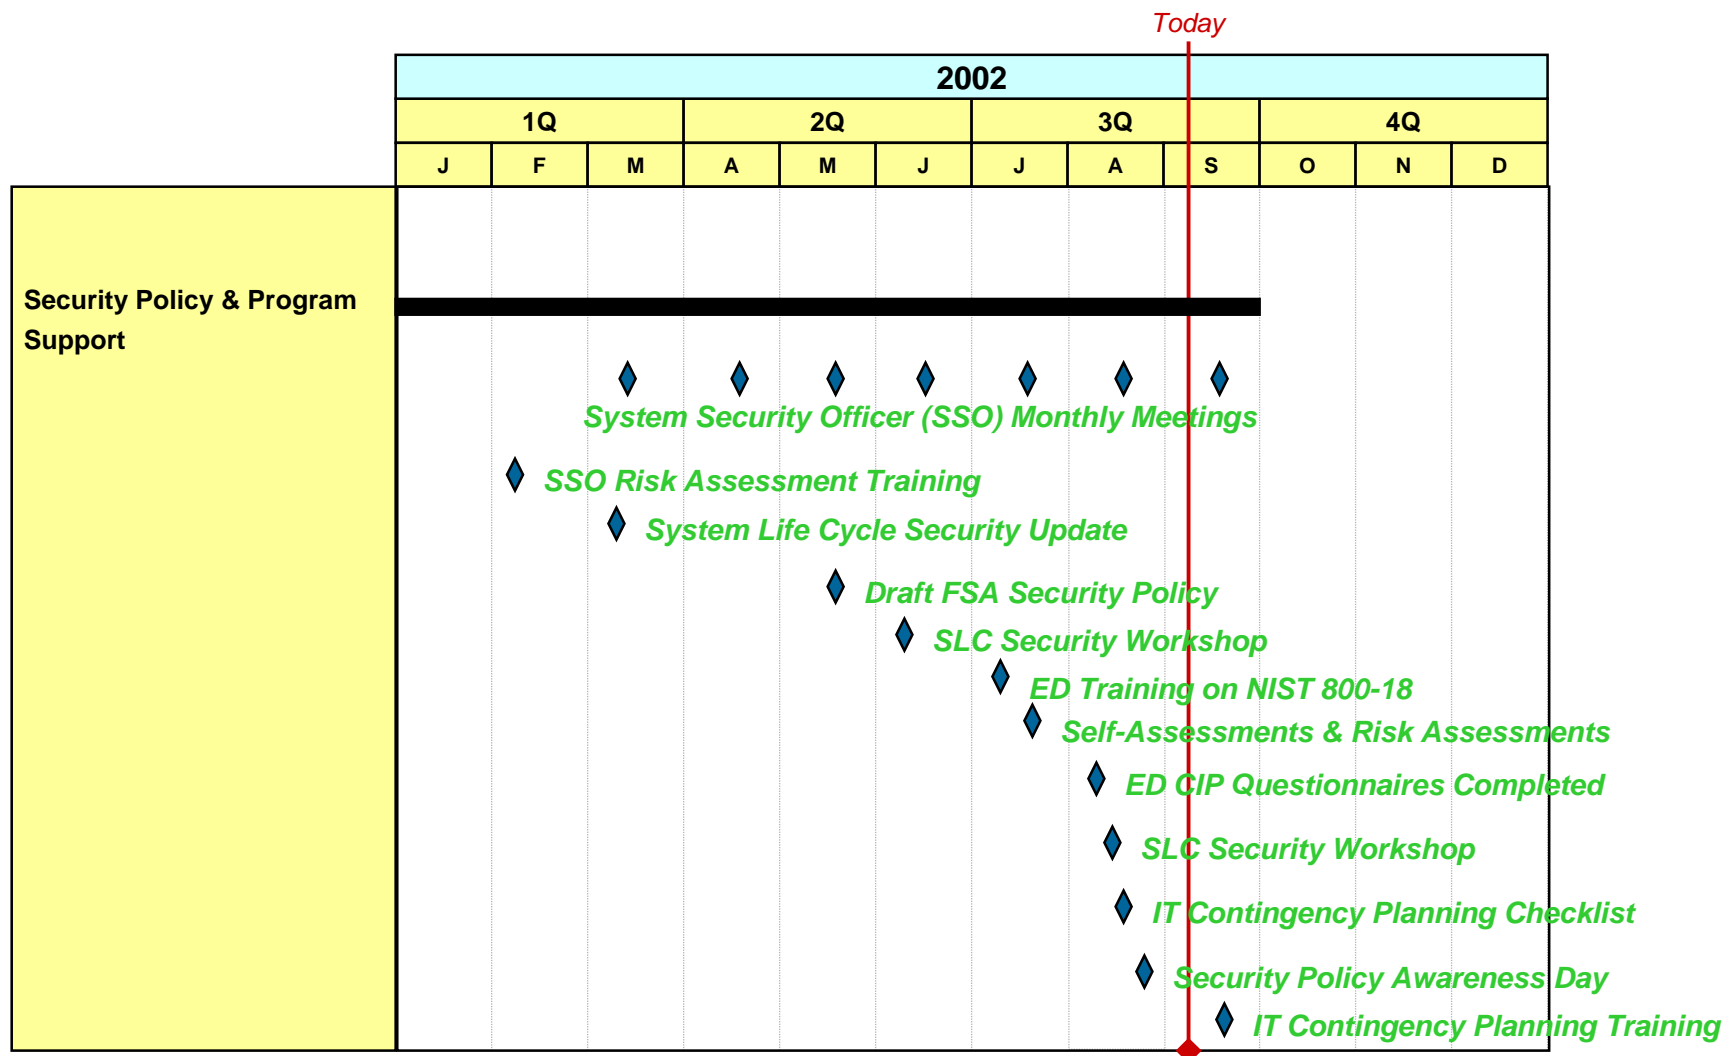 Today
2002
1Q 2Q 3Q 4Q
J F M A M J J A S O N D
Security Policy & Program
Support
System Security Officer (SSO) Monthly Meetings
SSO Risk Assessment Training
System Life Cycle Security Update
Draft FSA Security Policy
SLC Security Workshop
ED Training on NIST 800-18
Self-Assessments & Risk Assessments
ED CIP Questionnaires Completed
SLC Security Workshop
IT Contingency Planning Checklist
Security Policy Awareness Day
IT Contingency Planning Training